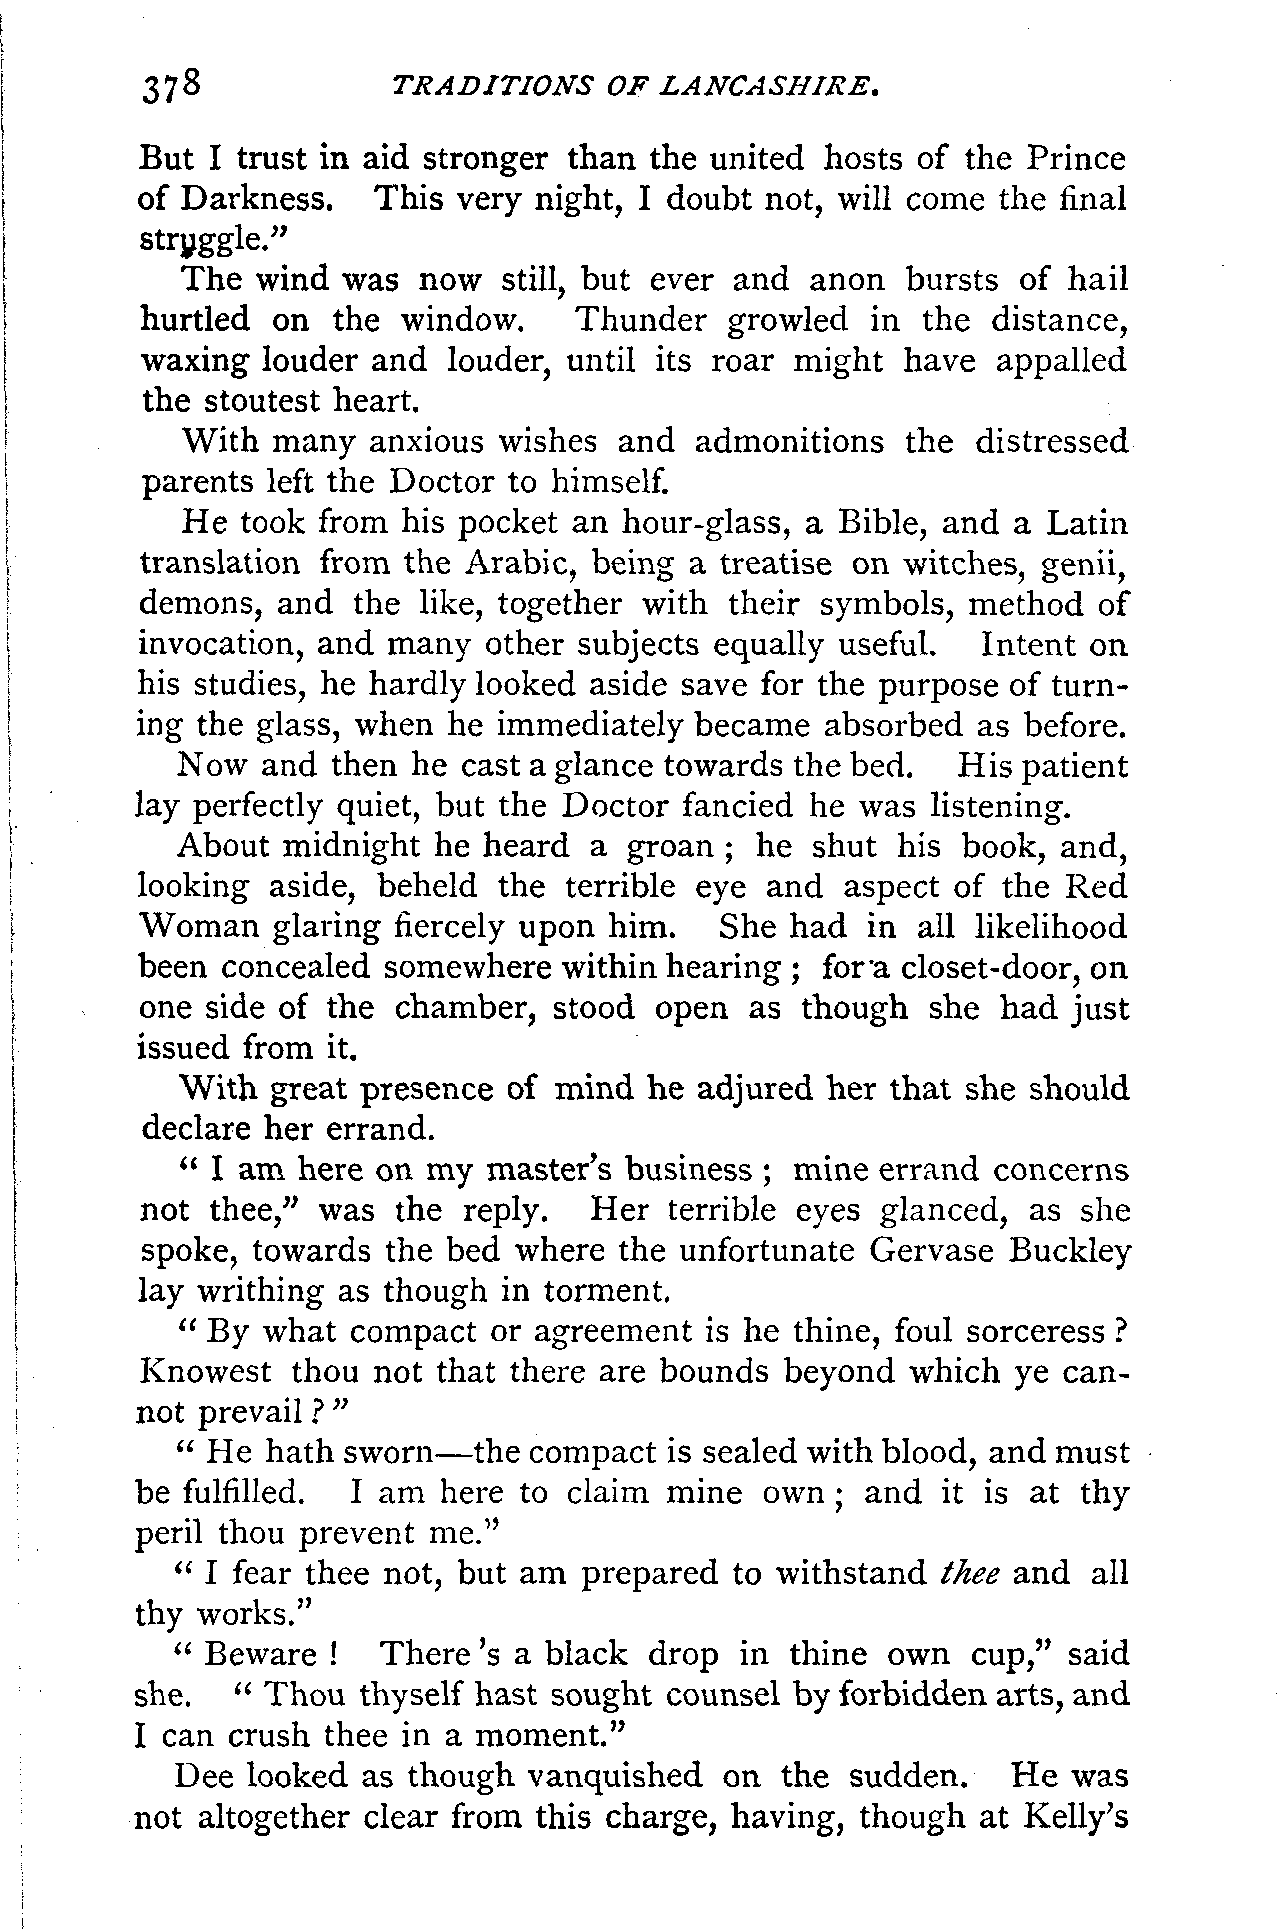 378 TRADITIONS OF LANCASHIRE.
But I trust in aid stronger than the united hosts of the Prince
of Darkness. This very night, I doubt not, will come the final
struggle.”
The wind was now still, but ever and anon bursts of hail
hurtled on the window. Thunder growled in the distance,
waxing louder and louder, until its roar might have appalled
the stoutest heart.
With many anxious wishes and admonitions the distressed
parents left the Doctor to himself.
He took from his pocket an hour-glass, a Bible, and a Latin
translation from the Arabic, being a treatise on witches, genii,
demons, and the like, together with their symbols, method of
invocation, and many other subjects equally useful. Intent on
his studies, he hardly looked aside save for the purpose of turn-
ing the glass, when he immediately became absorbed as before.
Now and then he cast a glance towards the bed. His patient
lay perfectly quiet, but the Doctor fancied he was listening.
About midnight he heard a groan ; he shut his book, and,
looking aside, beheld the terrible eye and aspect of the Red
Woman glaring fiercely upon him. She had in all likelihood
been concealed somewhere within hearing ; for a closet-door, on
one side of the chamber, stood open as though she had just
issued from it.
With great presence of mind he adjured her that she should
declare her errand.
“ I am here on my master’s business ; mine errand concerns
not thee,” was the reply. Her terrible eyes glanced, as she
spoke, towards the bed where the unfortunate Gervase Buckley
lay writhing as though in torment.
“ By what compact or agreement is he thine, foul sorceress ?
Knowest thou not that there are bounds beyond which ye can-
not prevail ? ”
“ He hath sworn—the compact is sealed with blood, and must
be fulfilled. I am here to claim mine own ; and it is at thy
peril thou prevent me.”
“ I fear thee not, but am prepared to withstand thee and all
thy works.”
“ Beware ! There ’s a black drop in thine own cup,” said
she. “ Thou thyself hast sought counsel by forbidden arts, and
I can crush thee in a moment.”
Dee looked as though vanquished on the sudden. He was
not altogether clear from this charge, having, though at Kelly’s